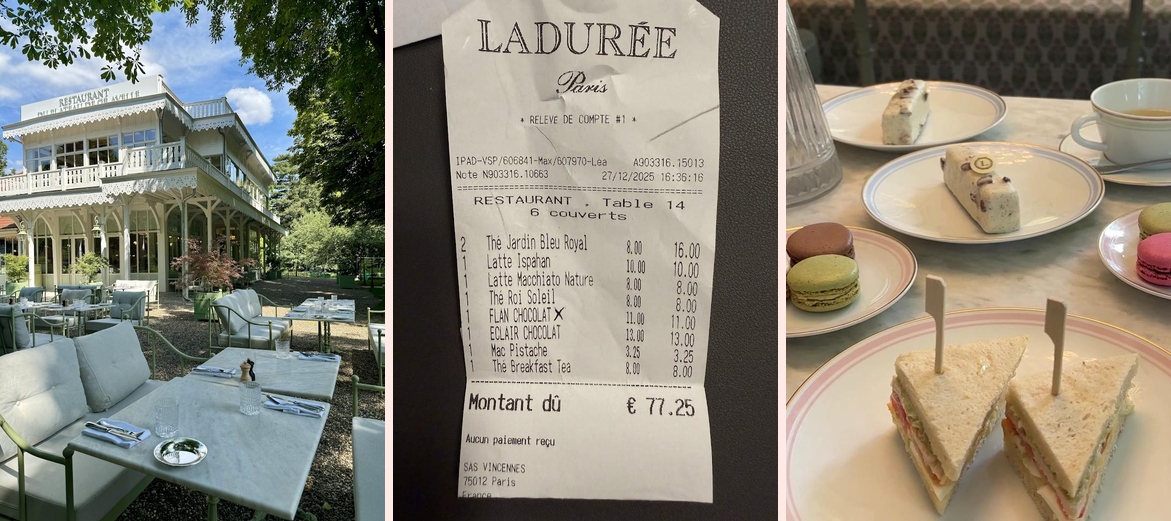 RESTAURANT
LADURÉE
Paris
* RELEVE DE COMPTE #1 *
IPAD-VSP/606841-Max/607970-Lea A903316.15013
Note N903316.10663 27/12/2025 16:36:16
RESTAURANT . Table 14
6 couverts
2 Thé Jardin Bleu Royal 8.00 16.00
1 Latte Ispahan 10.00 10.00
1 Latte Macchiato Nature 8.00 8.00
1 Thé Roi Soleil 8.00 8.00
1 FLAN CHOCOLAT X 11.00 11.00
1 ECLAIR CHOCOLAT 13.00 13.00
1 Mac Pistache 3.25 3.25
1 Thé Breakfast Tea 8.00 8.00
Montant dû € 77.25
Aucun paiement reçu
SAS VINCENNES
75012 Paris
France
L